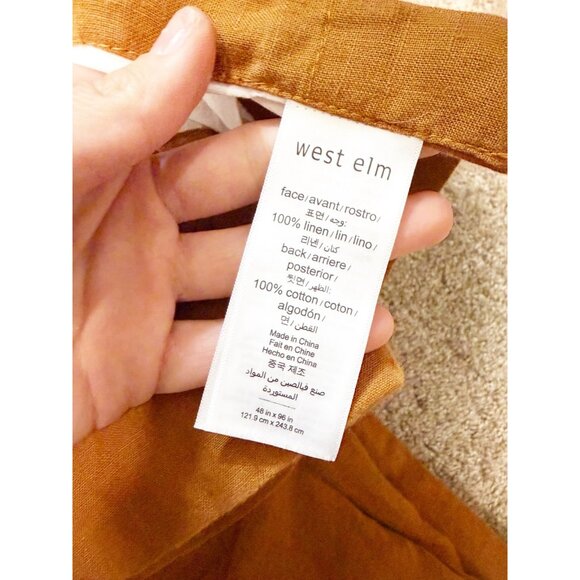 west elm
face/avant/rostro/
표면/وجه:
100% linen/lin/lino/
리넨/كتان
back/arriere/
posterior/
뒷면/الظهر:
100% cotton/coton/
algodón/
면/القطن
Made in China
Fait en Chine
Hecho en China
중국 제조
صنع في الصين من المواد
المستوردة
48 in x 96 in
121.9 cm x 243.8 cm